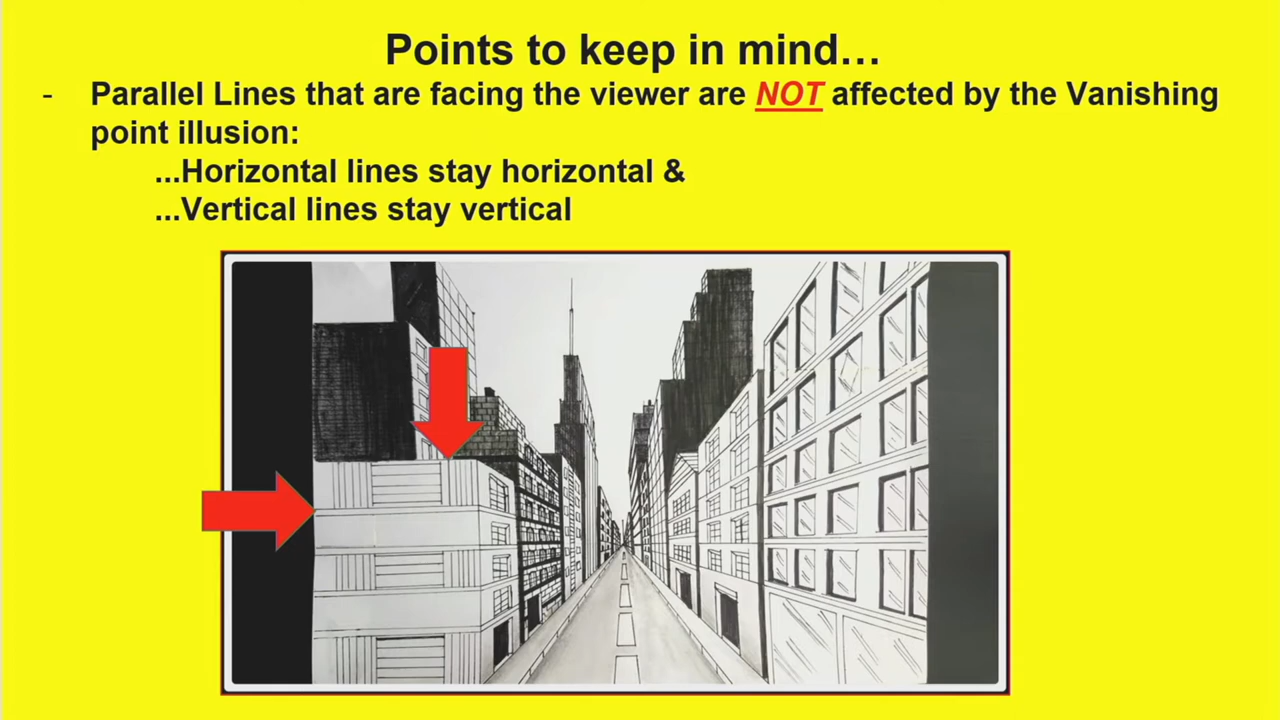 Points to keep in mind…
- Parallel Lines that are facing the viewer are NOT affected by the Vanishing
point illusion:
...Horizontal lines stay horizontal &
...Vertical lines stay vertical